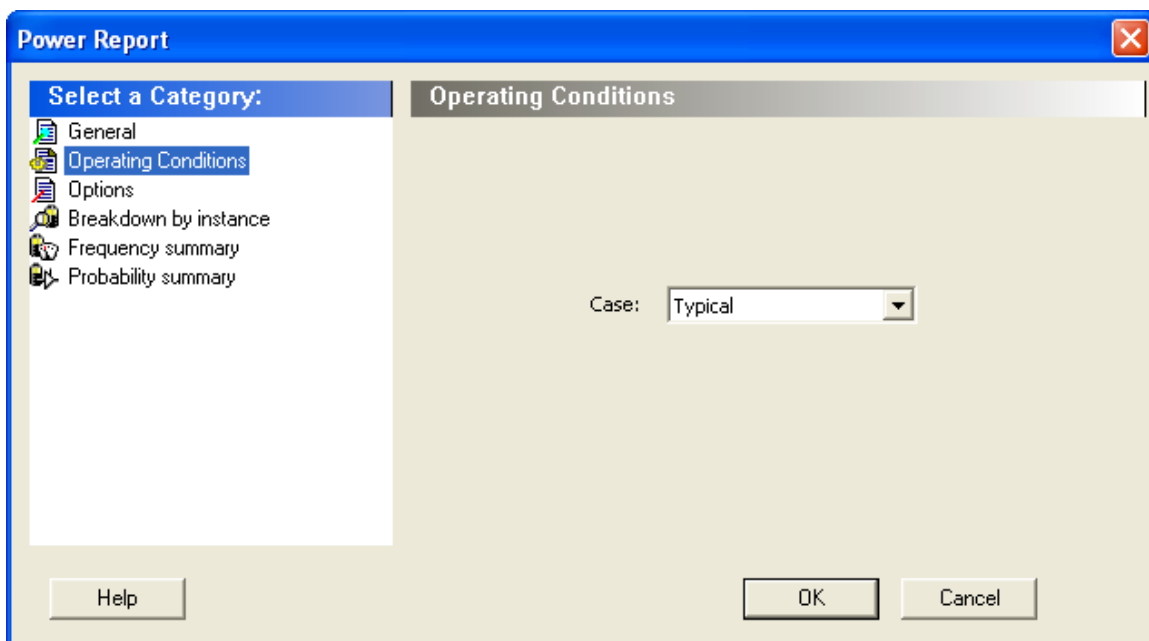 Power Report
Select a Category:
General
Operating Conditions
Options
Breakdown by instance
Frequency summary
Probability summary
Operating Conditions
Case: Typical
Help
OK
Cancel